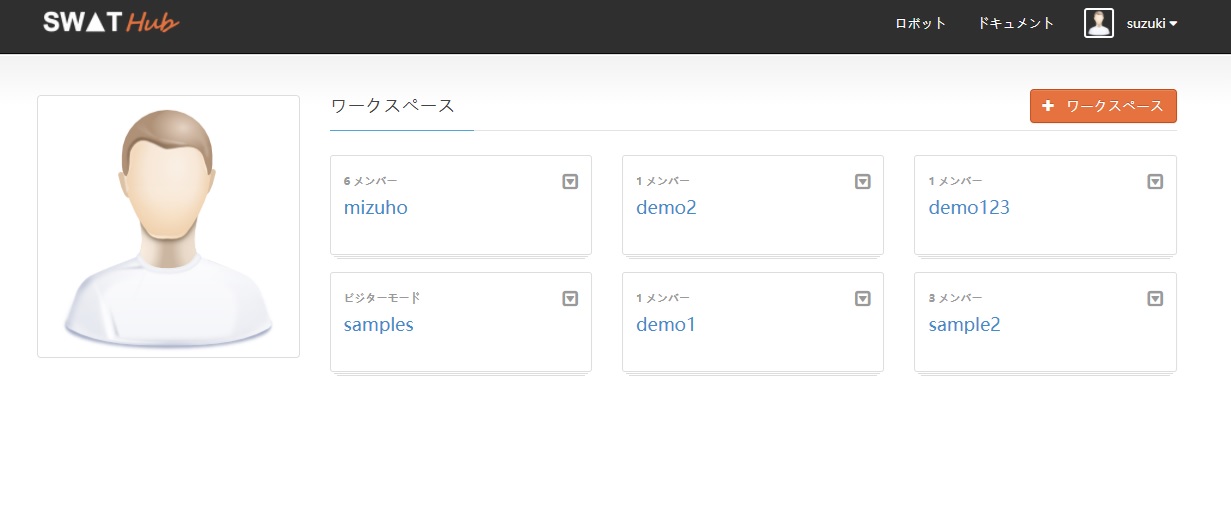 SWAT Hub
ロボット ドキュメント suzuki
ワークスペース
ワークスペース
6 メンバー
mizuho
1 メンバー
demo2
1 メンバー
demo123
ビジターモード
samples
1 メンバー
demo1
3 メンバー
sample2